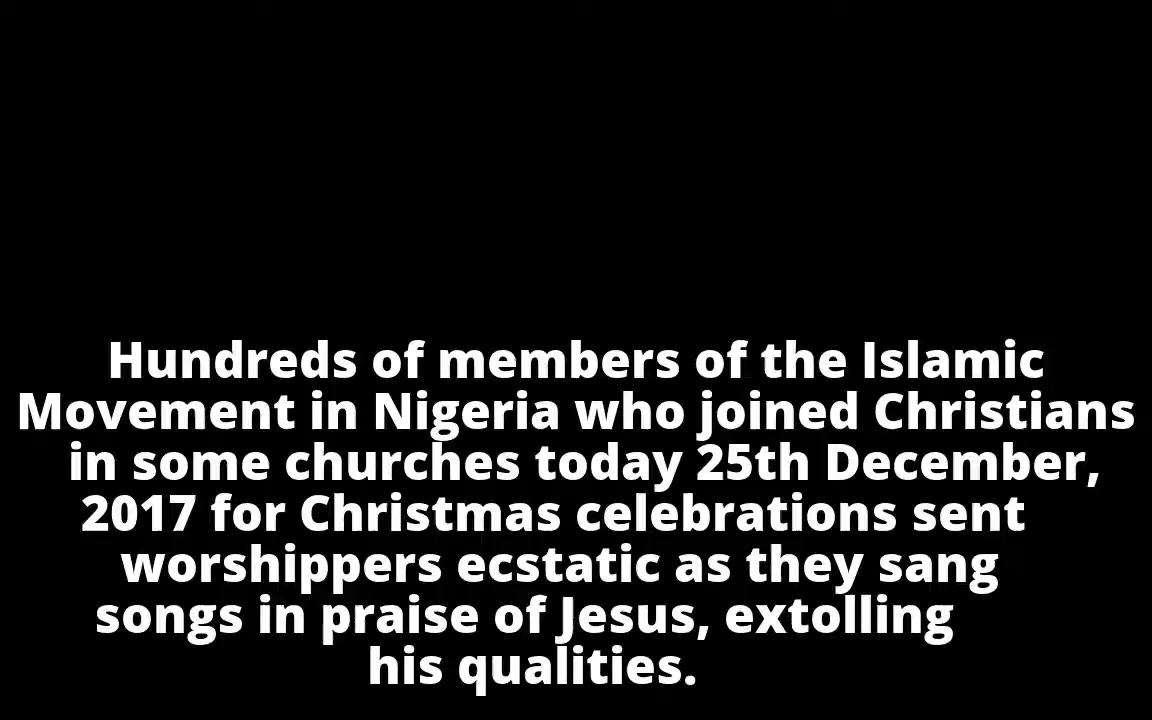 Hundreds of members of the Islamic
Movement in Nigeria who joined Christians
in some churches today 25th December,
2017 for Christmas celebrations sent
worshippers ecstatic as they sang
songs in praise of Jesus, extolling
his qualities.